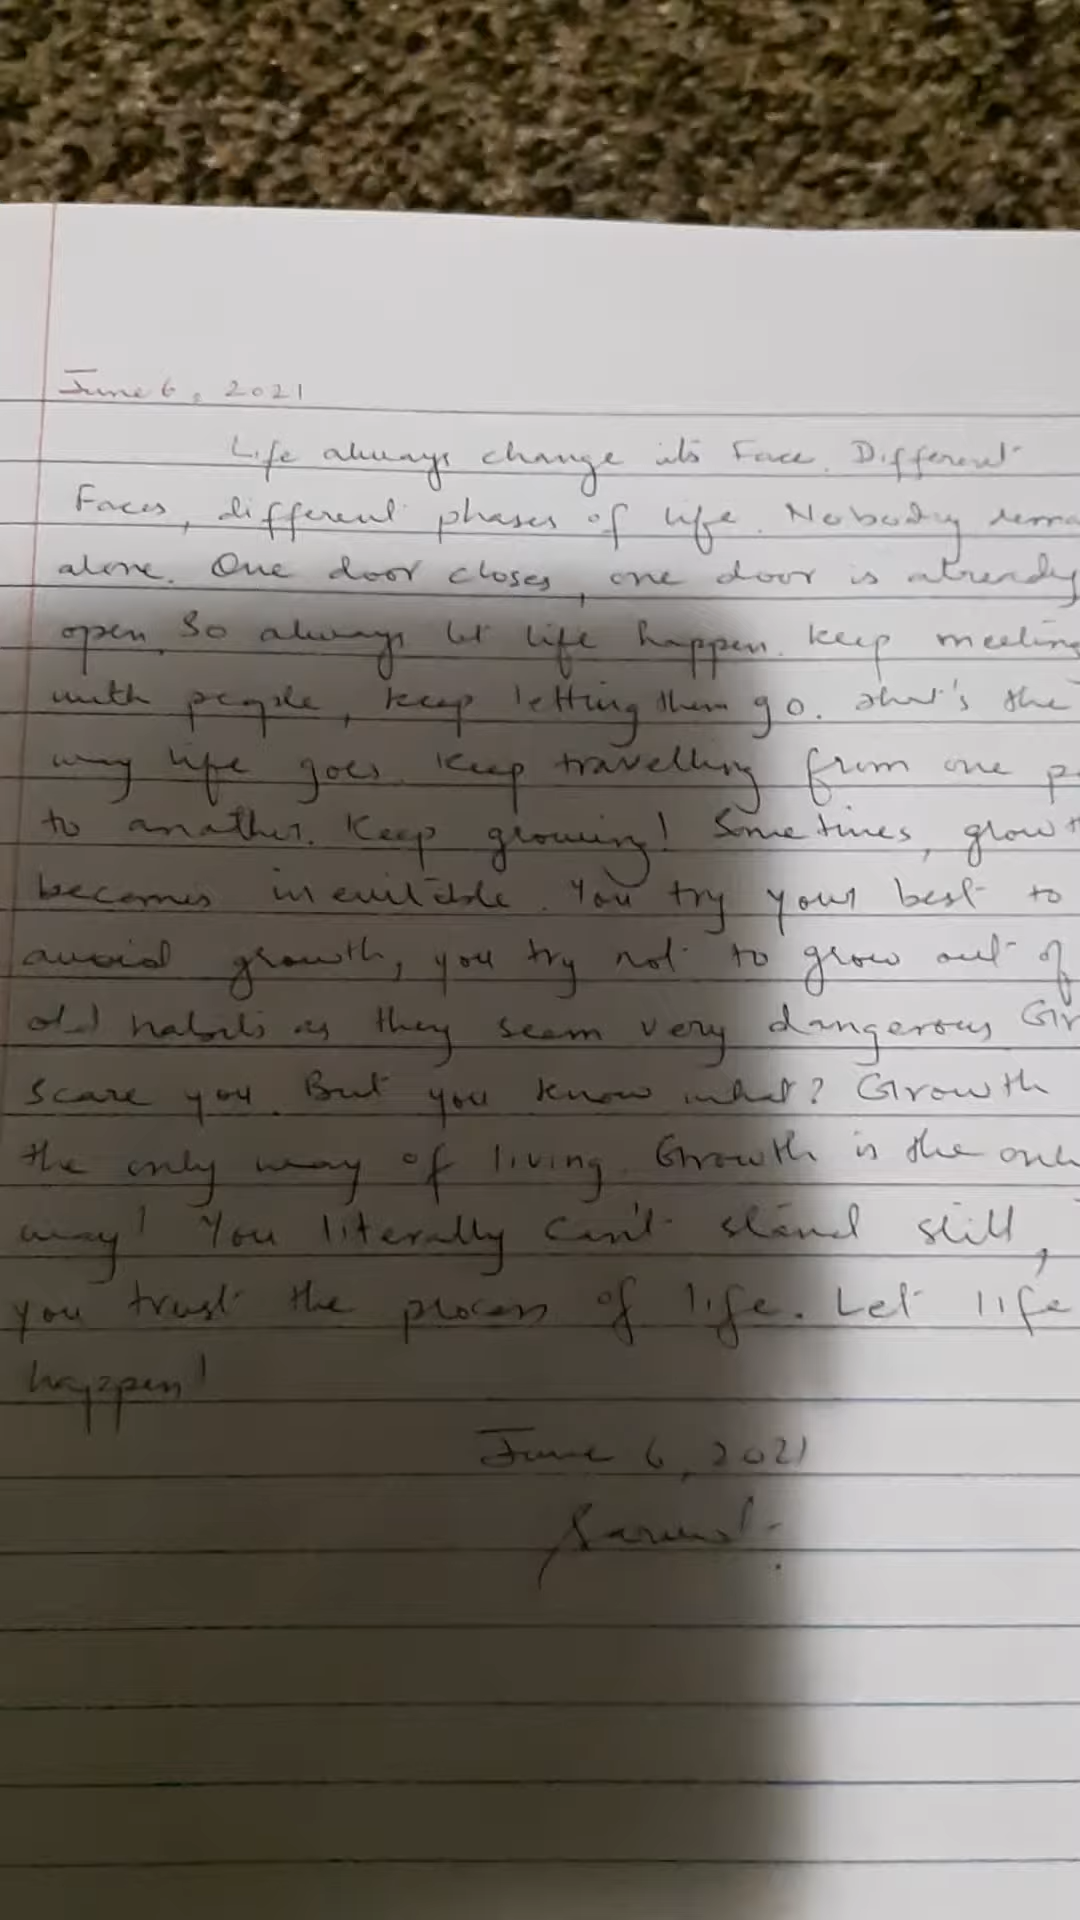 June 6, 2021
Life always change its Face. Different
Faces, different phases of life. Nobody
alone. One door closes, one door is already
open. So always let life happen. Keep meeting
with people, keep letting them go. That's the
way life goes. Keep travelling from one
to another. Keep growing! Sometimes, growt
becomes inevitable. You try your best to
avoid growth, you try not to grow out of
old habits as they seem very dangerous
scare you. But you know what? Growth
the only way of living. Growth is the onl
way! You literally can't stand still,
you trust the process of life. Let life
happen!
June 6, 2021